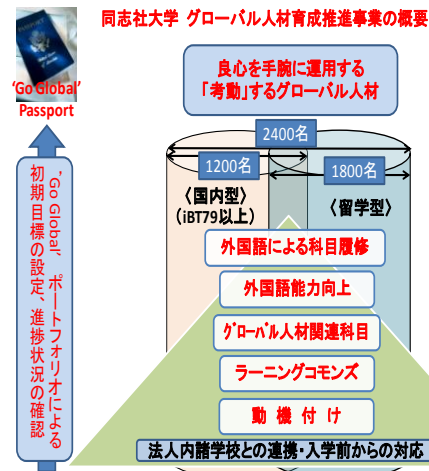 同志社大学 グローバル人材育成推進事業の概要
'Go Global'
Passport
良心を手腕に運用する
「考動」するグローバル人材
2400名
1200名
1800名
〈国内型〉
(iBT79以上)
〈留学型〉
'Go Global' ポートフォリオによる
初期目標の設定、進捗状況の確認
外国語による科目履修
外国語能力向上
グローバル人材関連科目
ラーニングコモンズ
動機付け
法人内諸学校との連携・入学前からの対応